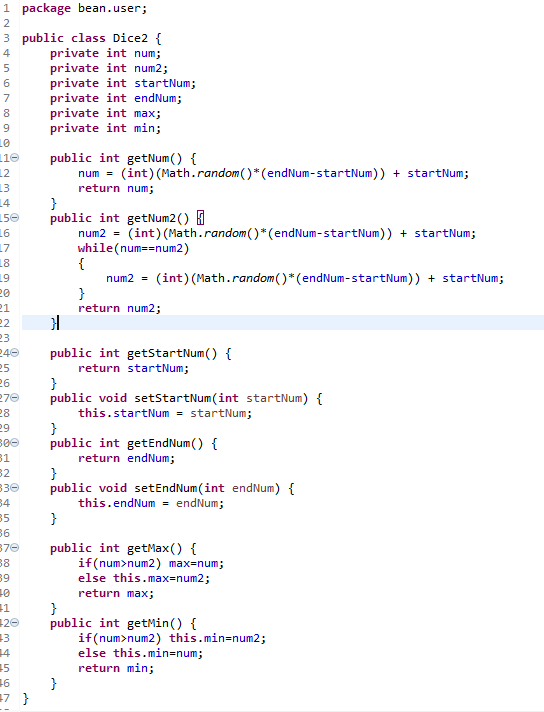 1 package bean.user;
2
3 public class Dice2 {
4 private int num;
5 private int num2;
6 private int startNum;
7 private int endNum;
8 private int max;
9 private int min;
10
11 public int getNum() {
12 num = (int)(Math.random()*(endNum-startNum)) + startNum;
13 return num;
14 }
15 public int getNum2() {
16 num2 = (int)(Math.random()*(endNum-startNum)) + startNum;
17 while(num==num2)
18 {
19 num2 = (int)(Math.random()*(endNum-startNum)) + startNum;
20 }
21 return num2;
22 }
23
24 public int getStartNum() {
25 return startNum;
26 }
27 public void setStartNum(int startNum) {
28 this.startNum = startNum;
29 }
30 public int getEndNum() {
31 return endNum;
32 }
33 public void setEndNum(int endNum) {
34 this.endNum = endNum;
35 }
36
37 public int getMax() {
38 if(num>num2) max=num;
39 else this.max=num2;
40 return max;
41 }
42 public int getMin() {
43 if(num>num2) this.min=num2;
44 else this.min=num;
45 return min;
46 }
47 }